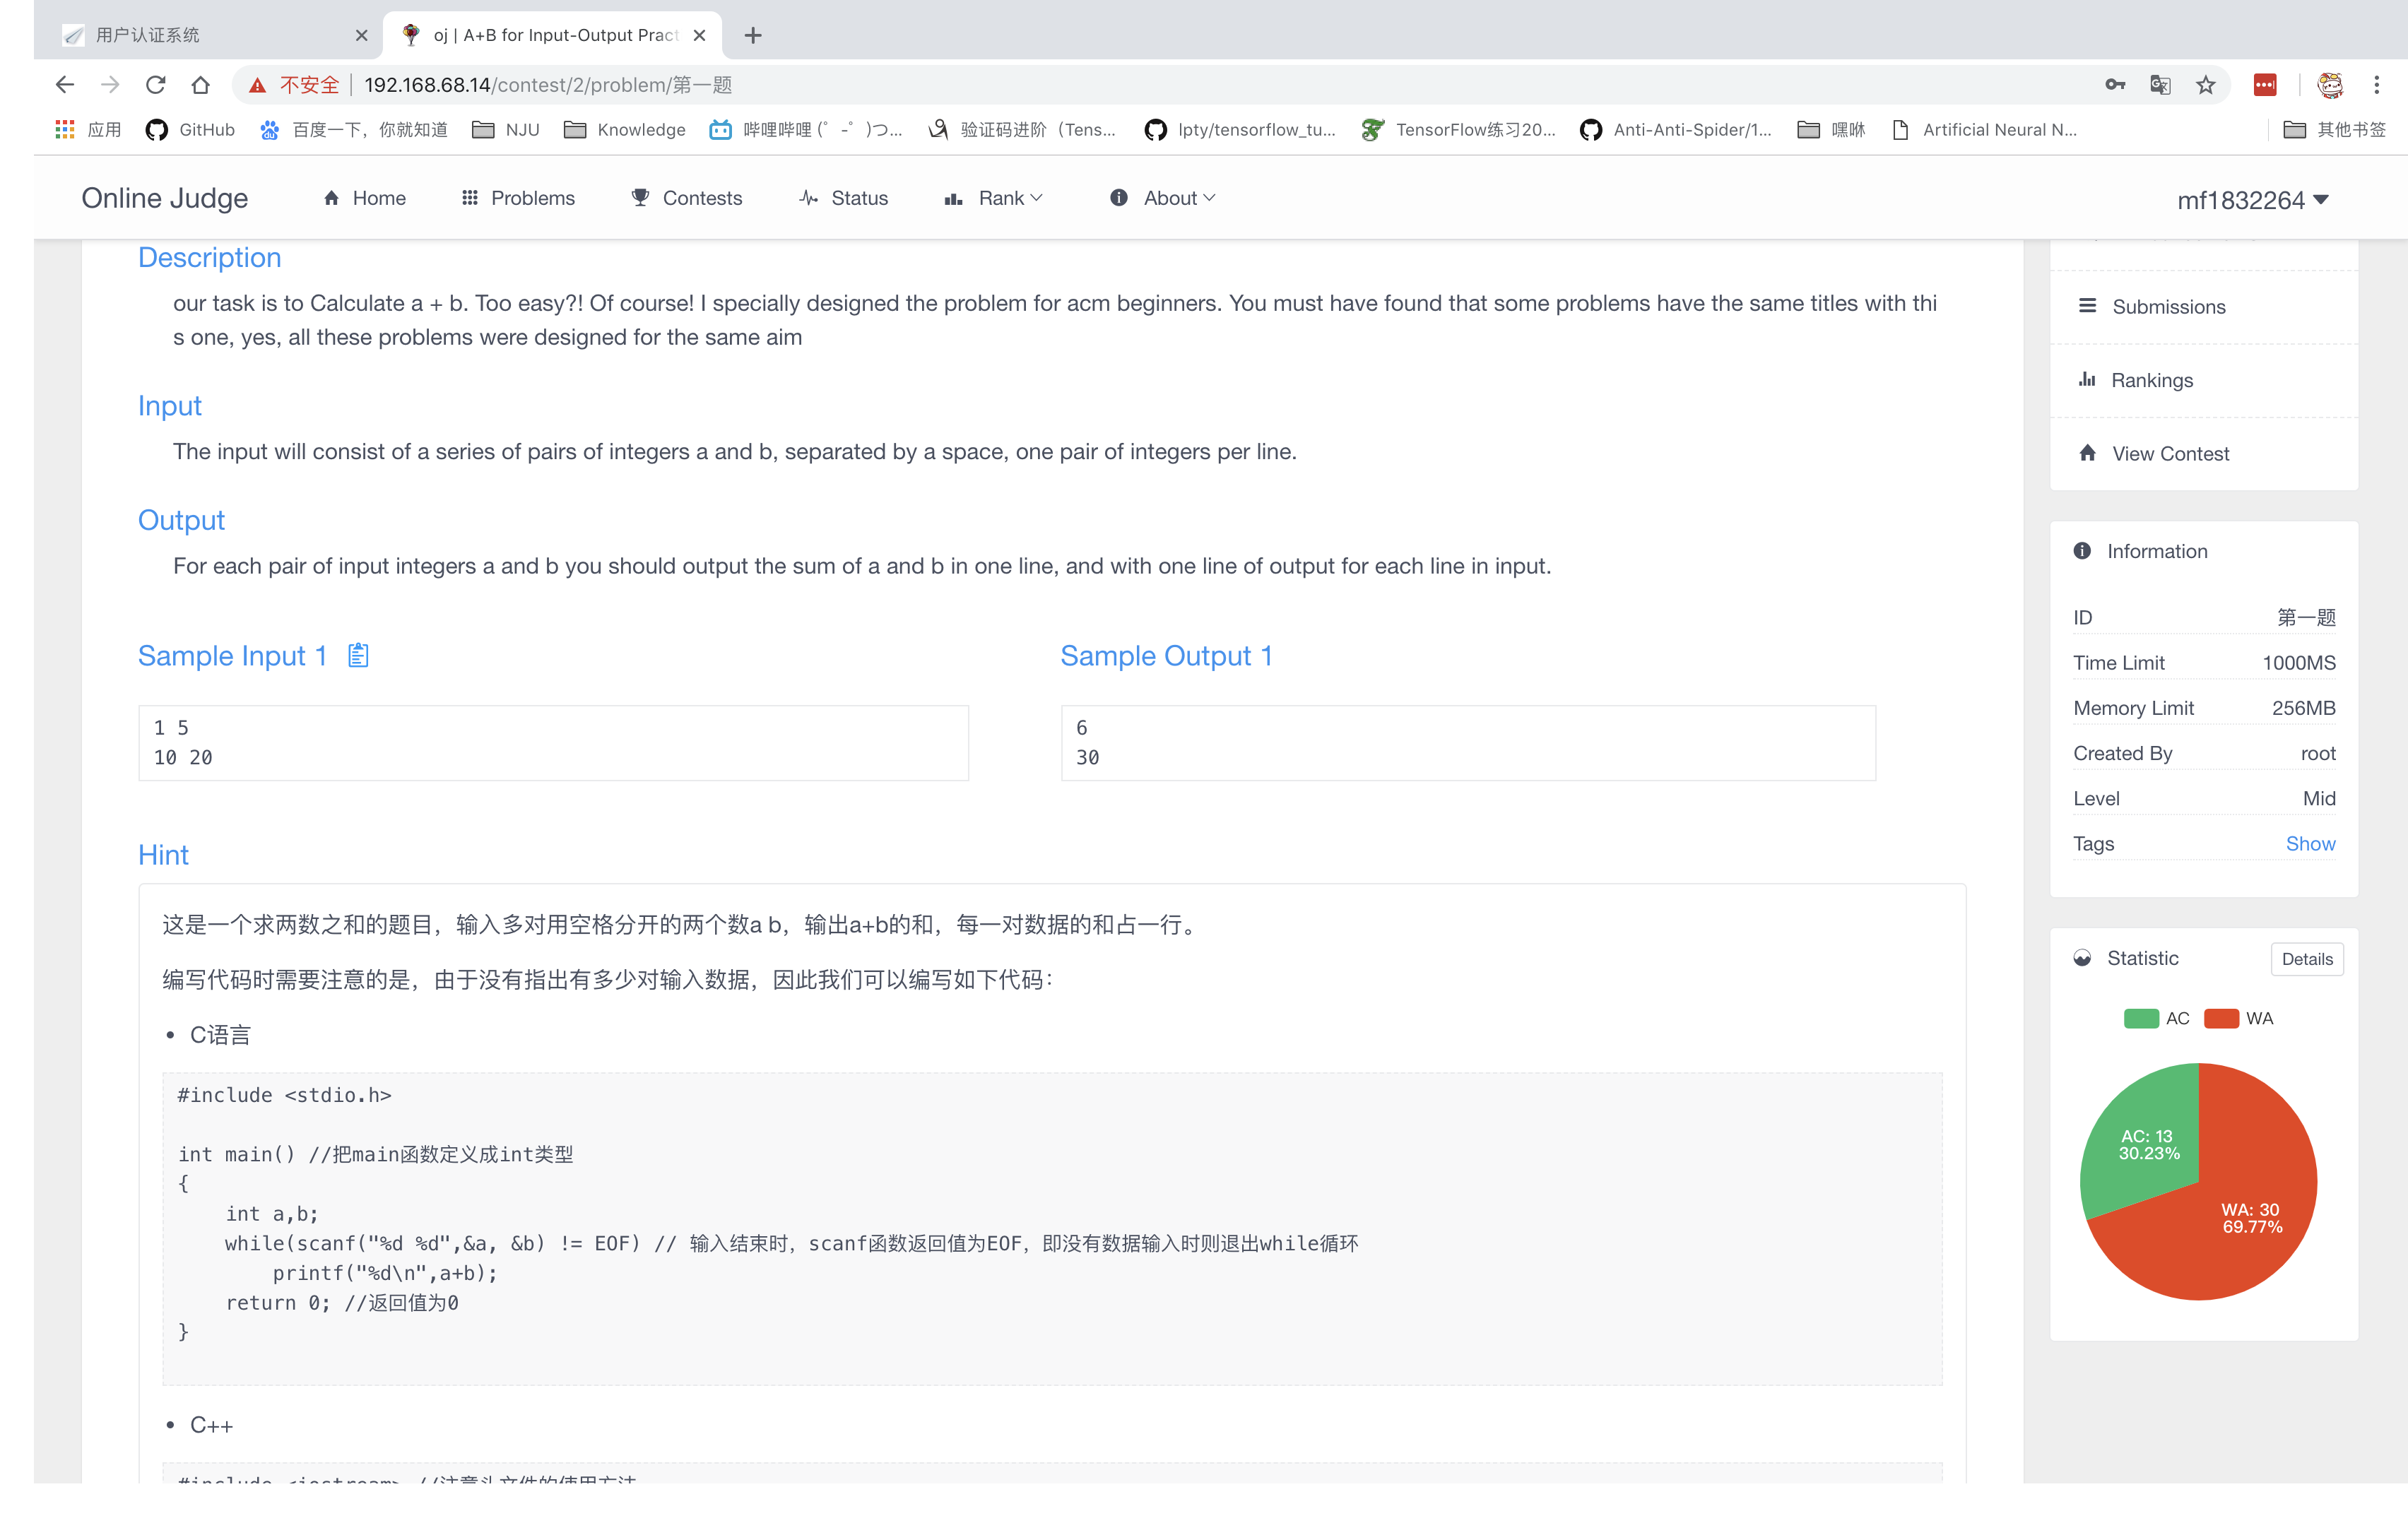 用户认证系统
oj | A+B for Input-Output Pract
不安全 | 192.168.68.14/contest/2/problem/第一题
应用 GitHub 百度一下，你就知道 NJU Knowledge 哔哩哔哩 (゜-゜)つ... 验证码进阶（Tens... lpty/tensorflow_tu... TensorFlow练习20... Anti-Anti-Spider/1... 嘿咻 Artificial Neural N... 其他书签
Online Judge Home Problems Contests Status Rank About mf1832264
Description
our task is to Calculate a + b. Too easy?! Of course! I specially designed the problem for acm beginners. You must have found that some problems have the same titles with thi
s one, yes, all these problems were designed for the same aim
Input
The input will consist of a series of pairs of integers a and b, separated by a space, one pair of integers per line.
Output
For each pair of input integers a and b you should output the sum of a and b in one line, and with one line of output for each line in input.
Sample Input 1
1 5
10 20
Sample Output 1
6
30
Hint
这是一个求两数之和的题目，输入多对用空格分开的两个数a b，输出a+b的和，每一对数据的和占一行。
编写代码时需要注意的是，由于没有指出有多少对输入数据，因此我们可以编写如下代码：
• C语言
#include <stdio.h>
int main() //把main函数定义成int类型
{
    int a,b;
    while(scanf("%d %d",&a, &b) != EOF) // 输入结束时，scanf函数返回值为EOF，即没有数据输入时则退出while循环
        printf("%d\n",a+b);
    return 0; //返回值为0
}
• C++
#include <iostream> //注意头文件的使用方法
Submissions
Rankings
View Contest
Information
ID 第一题
Time Limit 1000MS
Memory Limit 256MB
Created By root
Level Mid
Tags Show
Statistic Details
AC WA
AC: 13
30.23%
WA: 30
69.77%